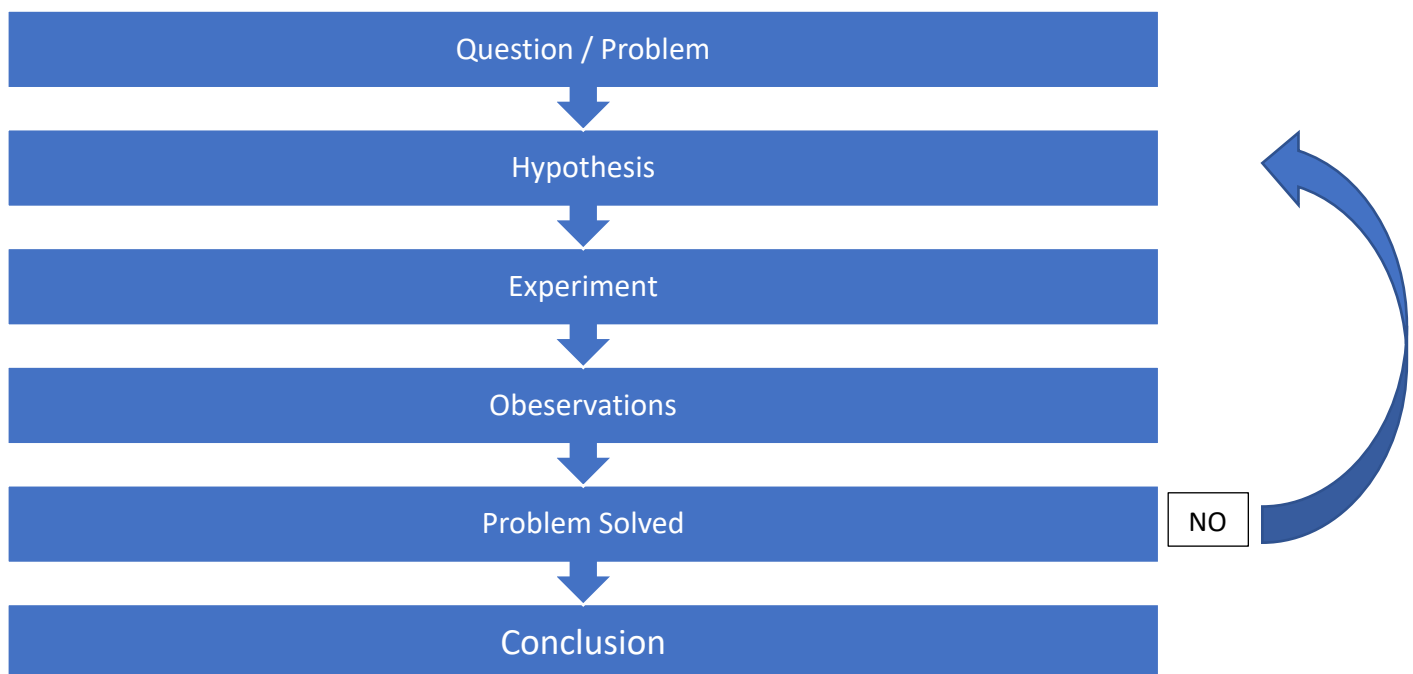 Question / Problem
Hypothesis
Experiment
Obeservations
Problem Solved
NO
Conclusion